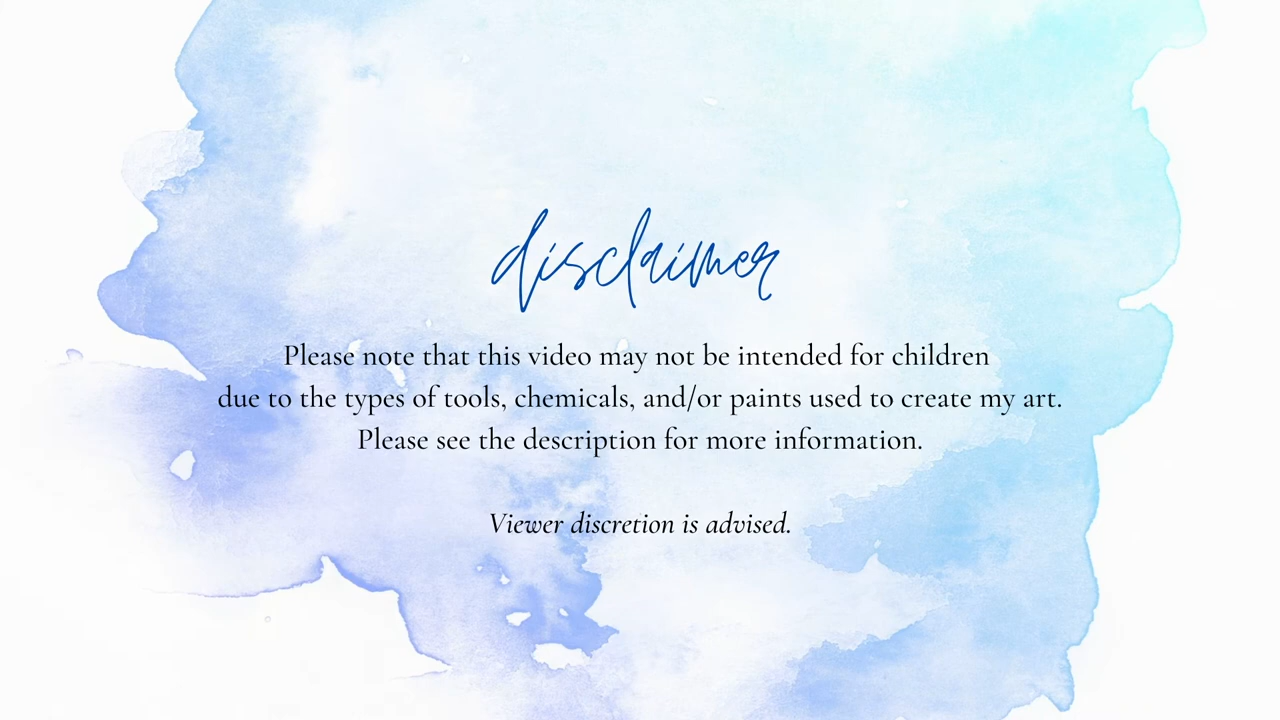 disclaimer
Please note that this video may not be intended for children
due to the types of tools, chemicals, and/or paints used to create my art.
Please see the description for more information.
Viewer discretion is advised.